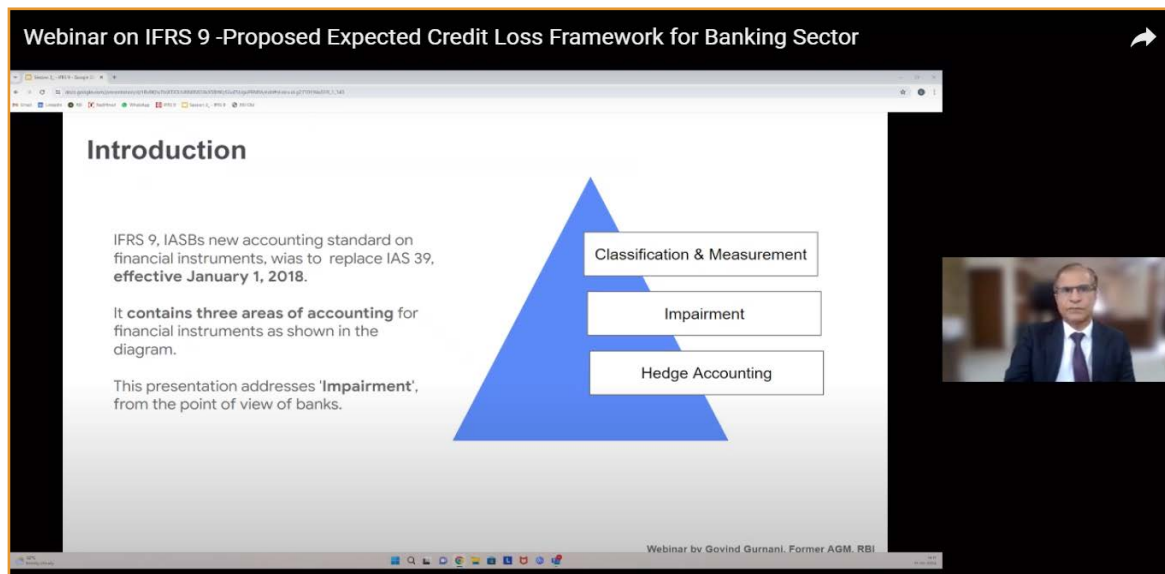 Webinar on IFRS 9 -Proposed Expected Credit Loss Framework for Banking Sector
Introduction
IFRS 9, IASBs new accounting standard on
financial instruments, wias to replace IAS 39,
effective January 1, 2018.
It contains three areas of accounting for
financial instruments as shown in the
diagram.
This presentation addresses 'Impairment',
from the point of view of banks.
Classification & Measurement
Impairment
Hedge Accounting
Webinar by Govind Gurnani, Former AGM, RBI